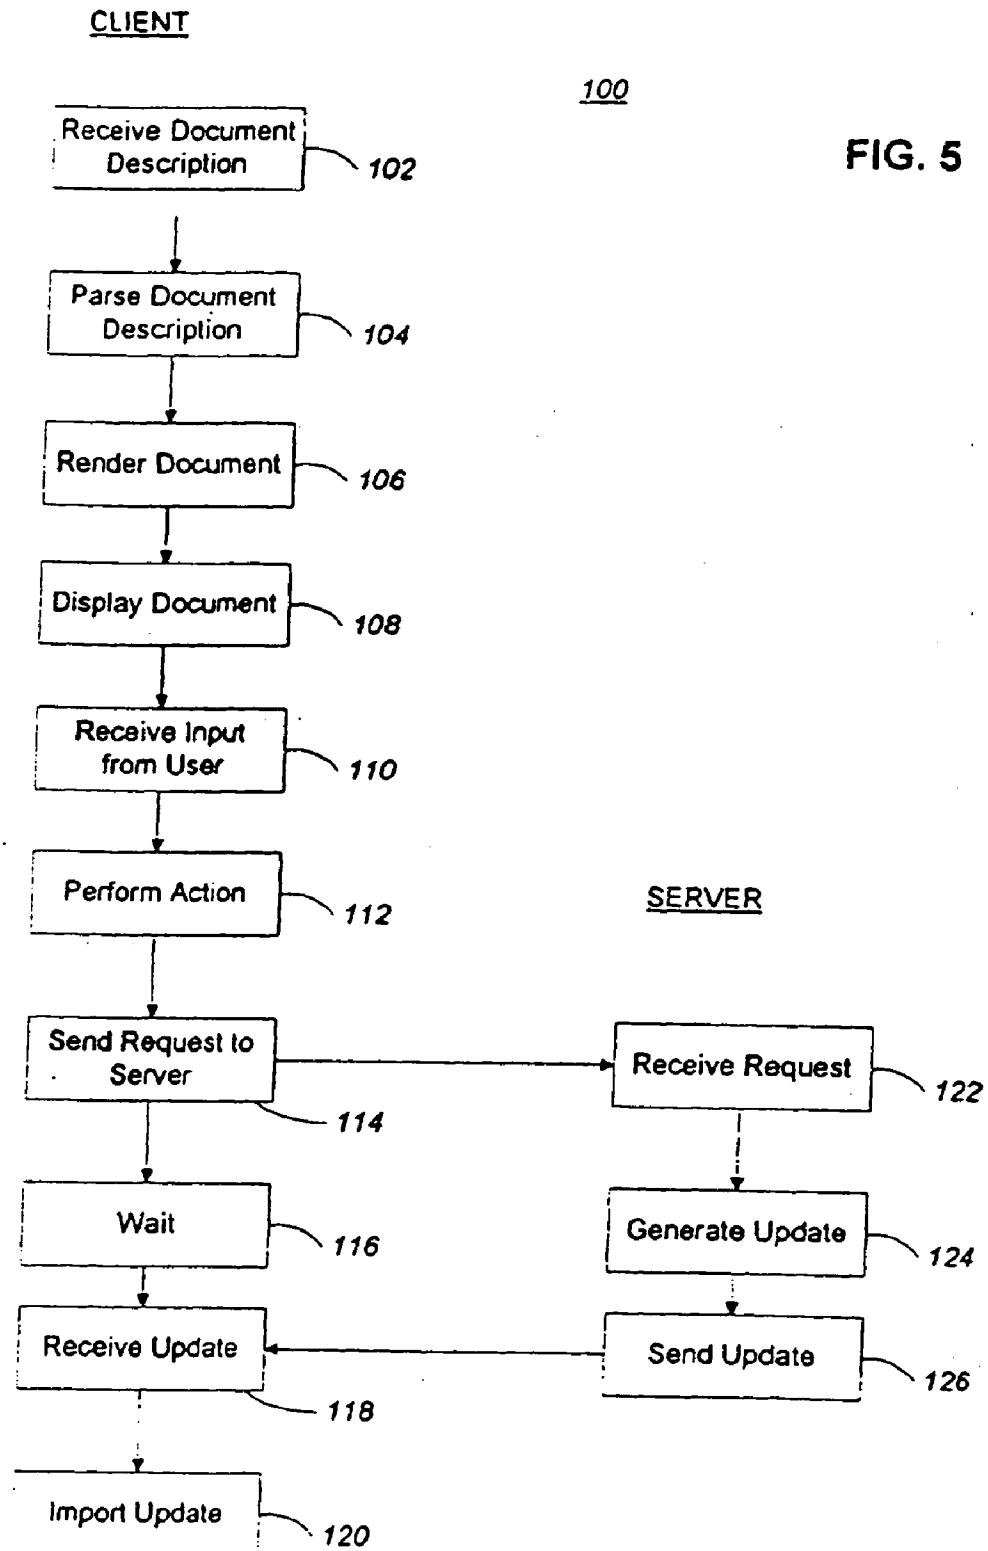 CLIENT
100
FIG. 5
Receive Document
Description
102
Parse Document
Description
104
Render Document
106
Display Document
108
Receive Input
from User
110
Perform Action
112
SERVER
Send Request to
Server
114
Receive Request
122
Wait
116
Generate Update
124
Receive Update
118
Send Update
126
Import Update
120